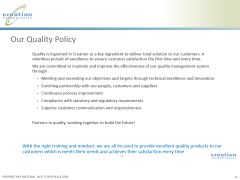 creation
TECHNOLOGIES
Our Quality Policy
Quality is ingrained in Creation as a key ingredient to deliver total solution to our customers. A
relentless pursuit of excellence to ensure customer satisfaction the first time and every time.
We are committed to maintain and improve the effectiveness of our quality management system
through
- Meeting and exceeding our objectives and targets through technical excellence and innovation
- Enriching partnership with our people, customers and suppliers
- Continuous process improvement
- Compliance with statutory and regulatory requirements
- Superior customer communication and responsiveness
Partners in quality, working together to build the future!
With the right training and mindset, we are all focused to provide excellent quality products to our
customers which is meets their needs and achieves their satisfaction every time
creation
PROPRIETARY MATERIAL. NOT FOR REPLICATION.